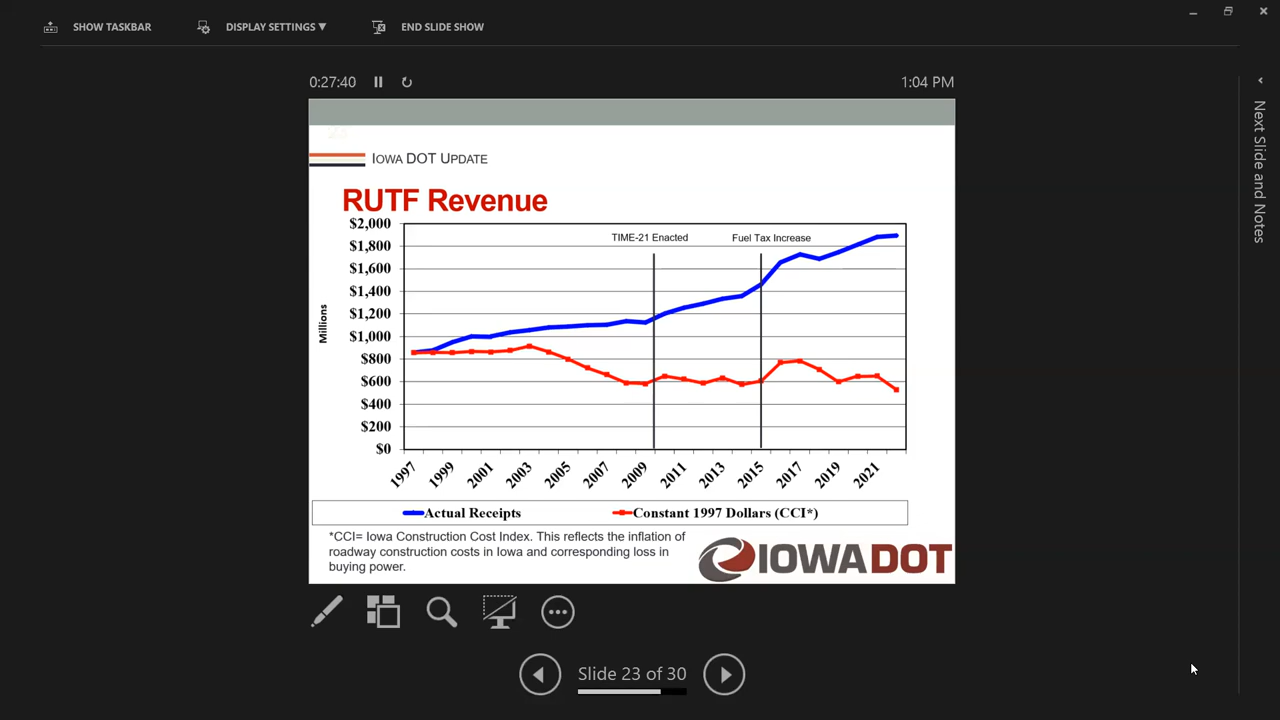 SHOW TASKBAR
DISPLAY SETTINGS ▼
END SLIDE SHOW
0:27:40
1:04 PM
Next Slide and Notes
IOWA DOT UPDATE
RUTF Revenue
Millions
$2,000
$1,800
$1,600
$1,400
$1,200
$1,000
$800
$600
$400
$200
$0
TIME-21 Enacted
Fuel Tax Increase
1997
1999
2001
2003
2005
2007
2009
2011
2013
2015
2017
2019
2021
Actual Receipts
Constant 1997 Dollars (CCI*)
*CCI= Iowa Construction Cost Index. This reflects the inflation of
roadway construction costs in Iowa and corresponding loss in
buying power.
IOWADOT
Slide 23 of 30